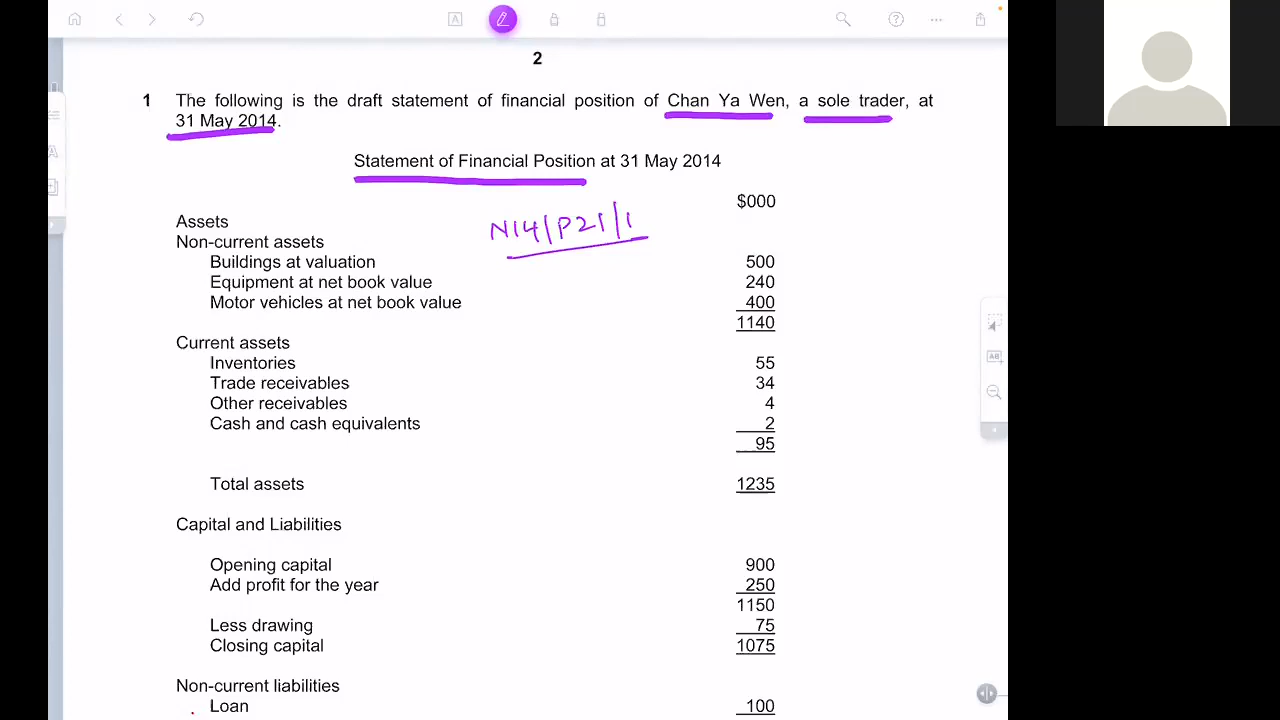 2
1 The following is the draft statement of financial position of Chan Ya Wen, a sole trader, at
31 May 2014.
Statement of Financial Position at 31 May 2014
$000
N14/P21/1
Assets
Non-current assets
Buildings at valuation 500
Equipment at net book value 240
Motor vehicles at net book value 400
1140
Current assets
Inventories 55
Trade receivables 34
Other receivables 4
Cash and cash equivalents 2
95
Total assets 1235
Capital and Liabilities
Opening capital 900
Add profit for the year 250
1150
Less drawing 75
Closing capital 1075
Non-current liabilities
Loan 100